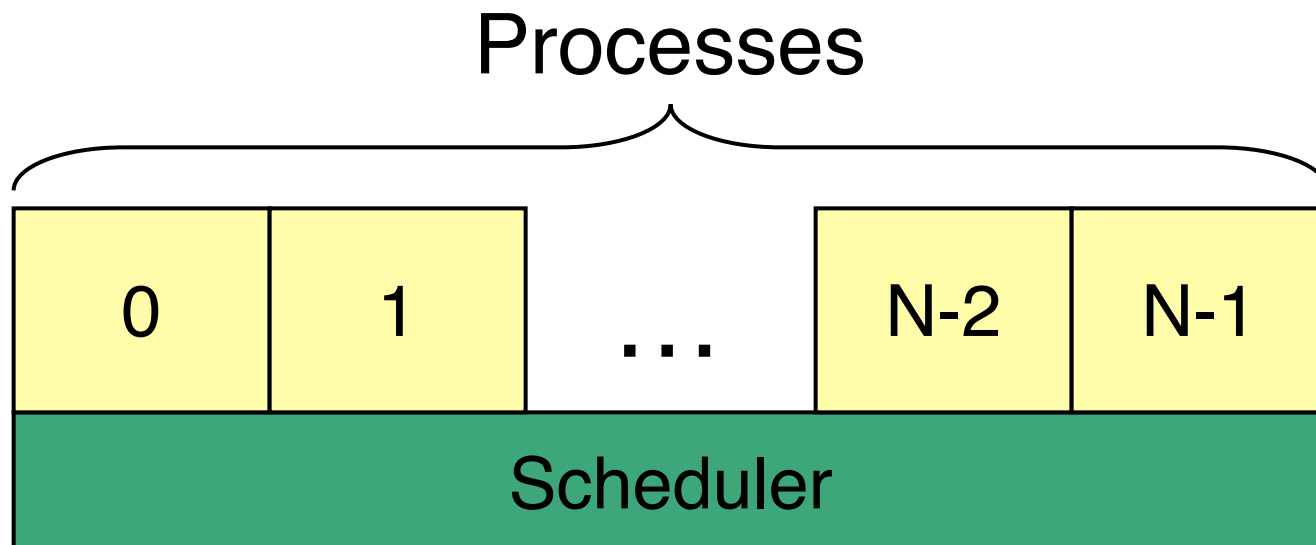 Processes
0 1 ... N-2 N-1
Scheduler